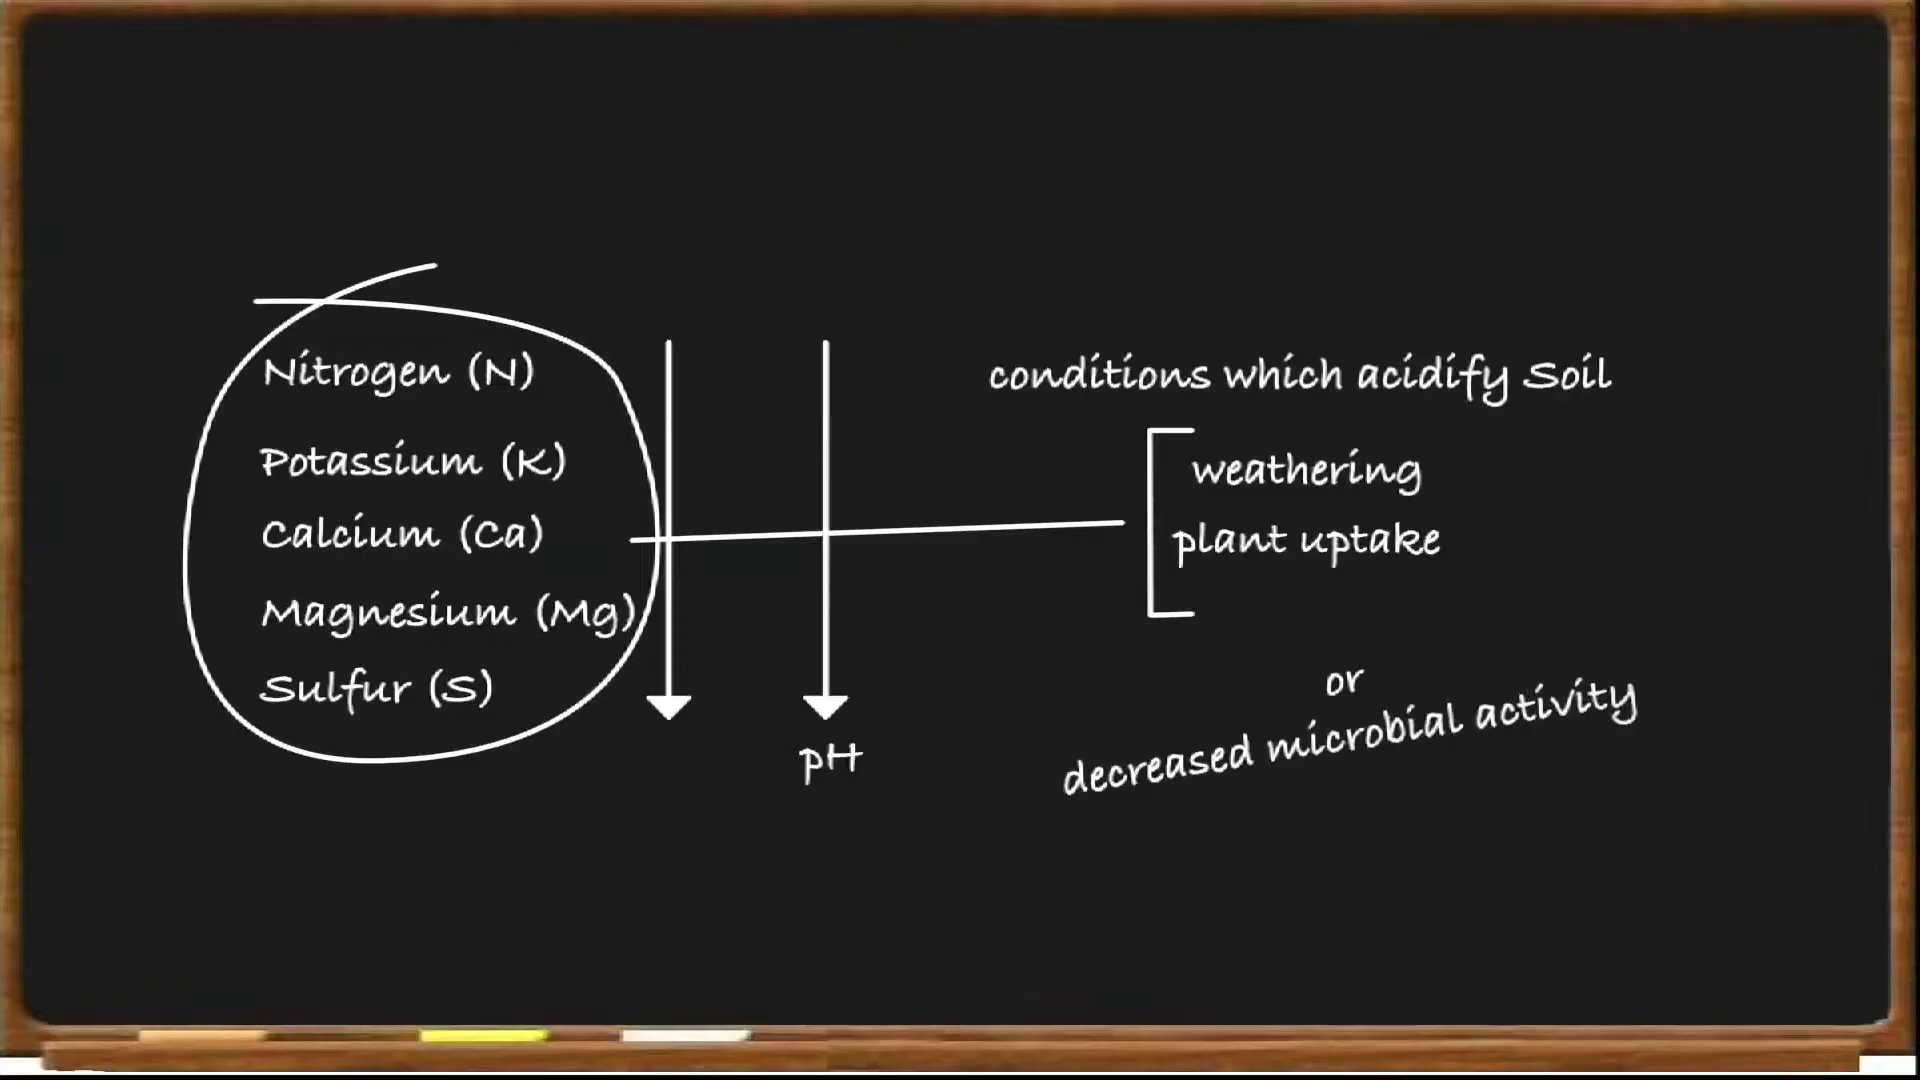 Nitrogen (N)
Potassium (K)
Calcium (Ca)
Magnesium (Mg)
Sulfur (S)
pH
conditions which acidify Soil
weathering
plant uptake
or
decreased microbial activity